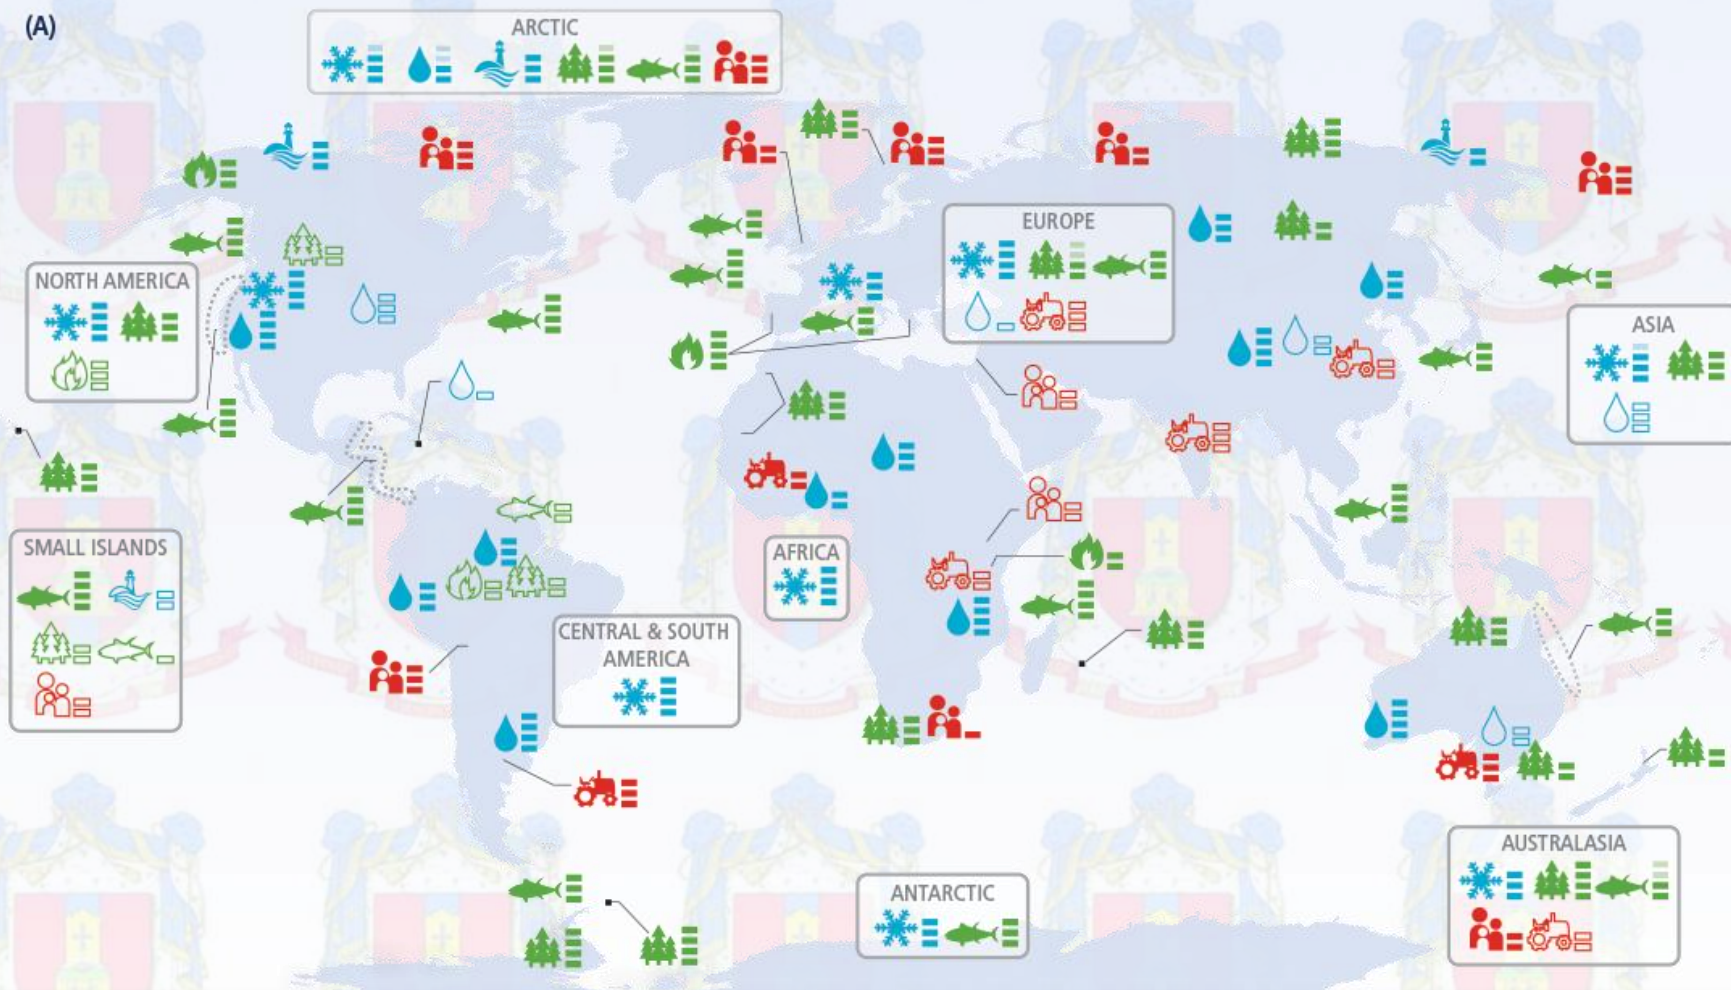 (A)
ARCTIC
EUROPE
NORTH AMERICA
ASIA
SMALL ISLANDS
AFRICA
CENTRAL & SOUTH
AMERICA
AUSTRALASIA
ANTARCTIC